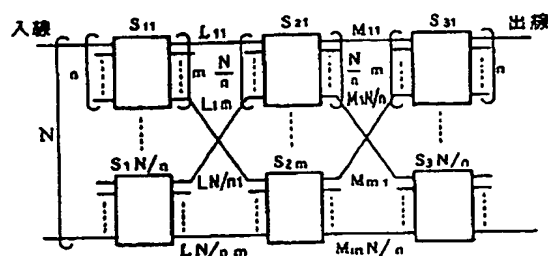 入線 S11 L11 S21 M11 S31 出線
n m N/n N/n m n
L1m M1N/n
N
S1N/n LN/n1 S2m Mm1 S3N/n
LN/nm MmN/n